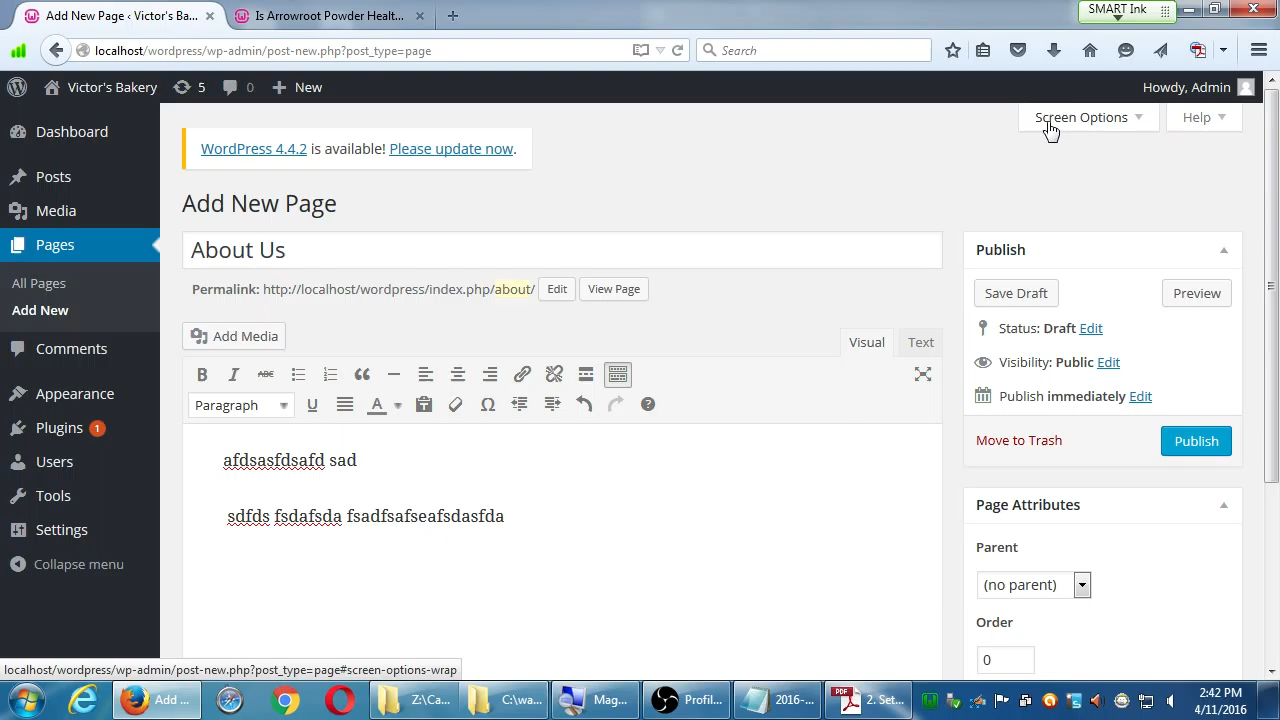 Add New Page ‹ Victor's Bak...
Is Arrowroot Powder Healt...
SMART Ink
localhost/wordpress/wp-admin/post-new.php?post_type=page
Search
Victor's Bakery
5
0
New
Howdy, Admin
Screen Options
Help
WordPress 4.4.2 is available! Please update now.
Add New Page
About Us
Permalink: http://localhost/wordpress/index.php/about/
Edit
View Page
Add Media
Visual
Text
B
I
ABC
Paragraph
U
A
Ω
afdsasfdsafd sad
sdfds fsdafsda fsadfsafseafsdasfda
Dashboard
Posts
Media
Pages
All Pages
Add New
Comments
Appearance
Plugins 1
Users
Tools
Settings
Collapse menu
Publish
Save Draft
Preview
Status: Draft Edit
Visibility: Public Edit
Publish immediately Edit
Move to Trash
Publish
Page Attributes
Parent
(no parent)
Order
0
localhost/wordpress/wp-admin/post-new.php?post_type=page#screen-options-wrap
Add ...
Z:\Ca...
C:\wa...
Mag...
Profil...
2016-...
PDF
2. Set...
2:42 PM
4/11/2016